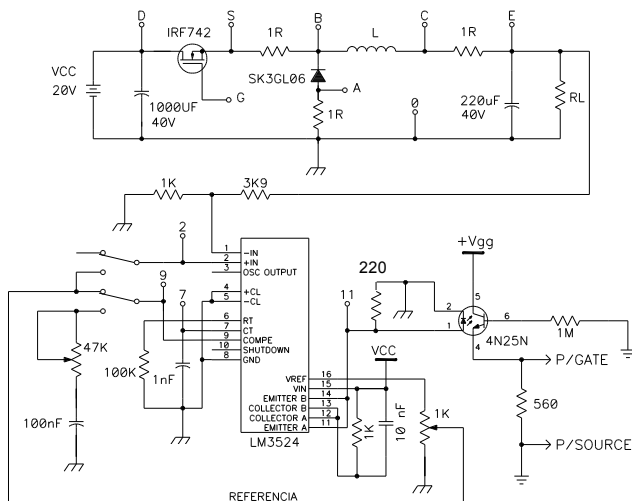 D
S
B
C
E
IRF742
1R
L
1R
VCC
20V
SK3GL06
A
G
1000UF
40V
1R
0
220uF
40V
RL
1K
3K9
2
1
-IN
2
+IN
3
OSC OUTPUT
9
4
+CL
5
-CL
7
6
RT
7
CT
9
COMPE
10
SHUTDOWN
8
GND
47K
100K
1nF
100nF
VREF
16
VIN
15
EMITTER B
14
COLLECTOR B
13
COLLECTOR A
12
EMITTER A
11
LM3524
220
11
VCC
1K
10 nF
1K
+Vgg
2
5
1
6
4N25N
4
1M
P/GATE
560
P/SOURCE
REFERENCIA